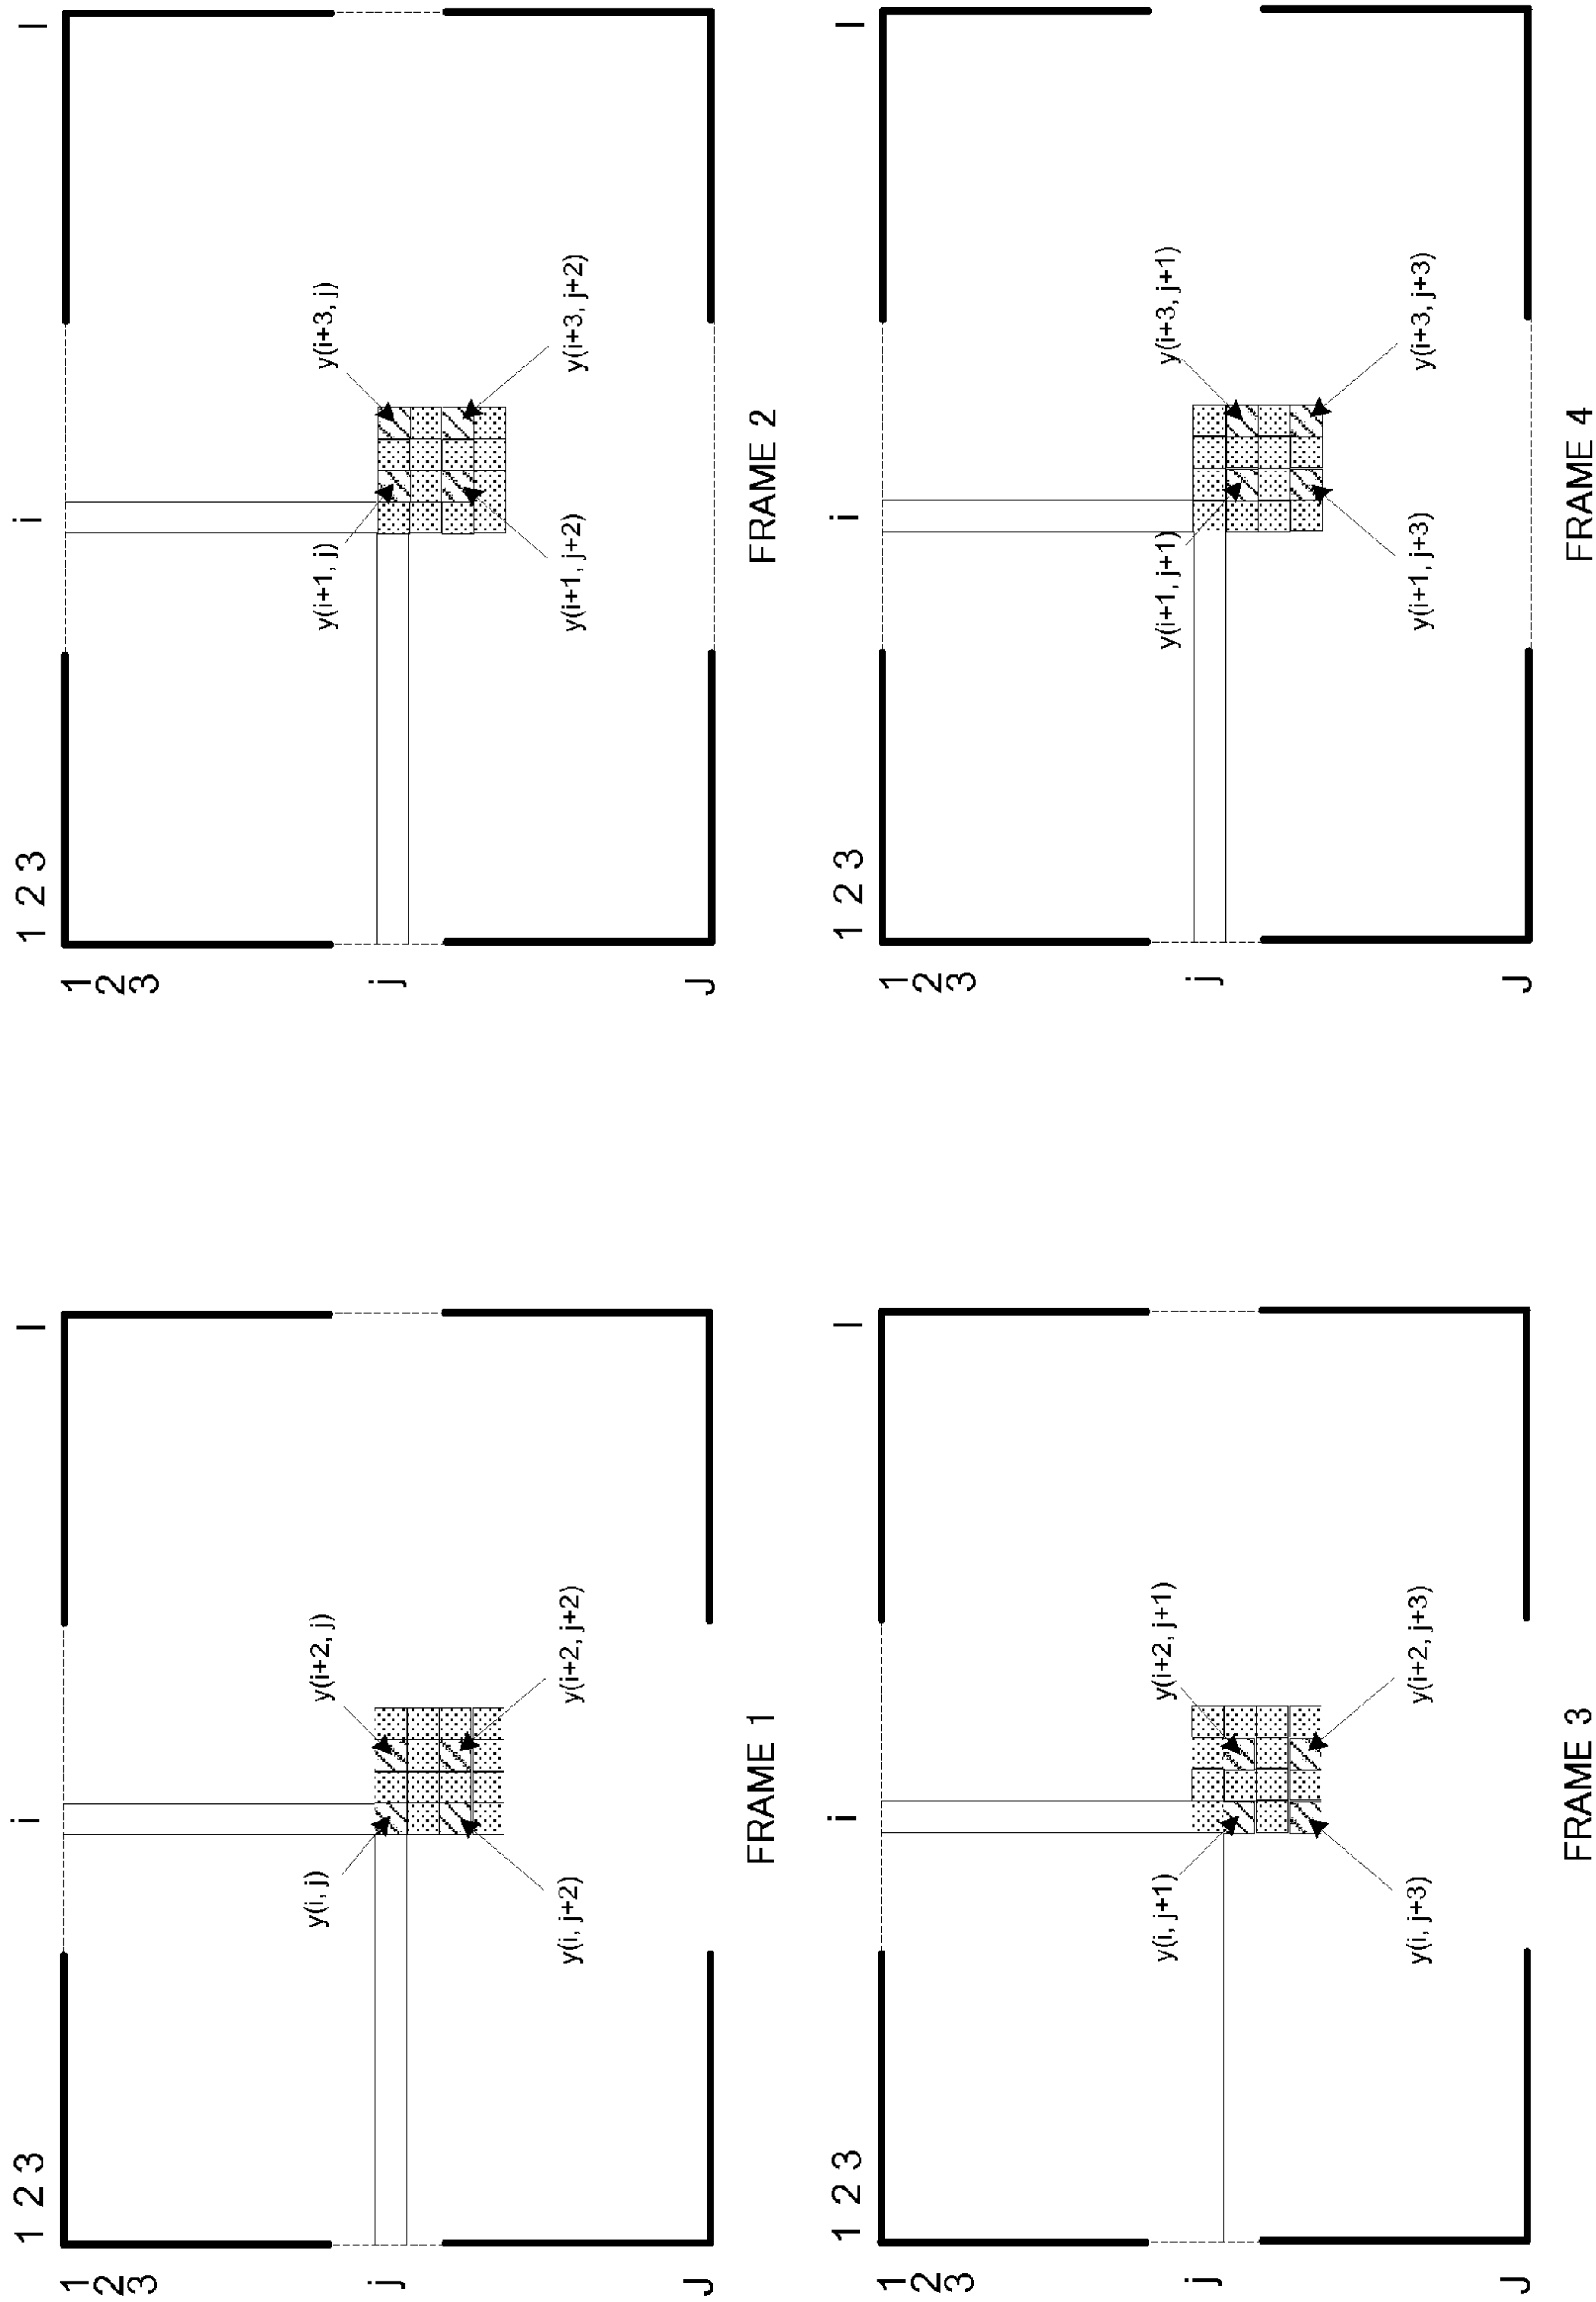 i
1 2 3
I
1
2
3
j
J
y(i, j)
y(i+2, j)
y(i, j+2)
y(i+2, j+2)
FRAME 1
i
1 2 3
I
1
2
3
j
J
y(i+1, j)
y(i+3, j)
y(i+1, j+2)
y(i+3, j+2)
FRAME 2
i
1 2 3
I
1
2
3
j
J
y(i, j+1)
y(i+2, j+1)
y(i, j+3)
y(i+2, j+3)
FRAME 3
i
1 2 3
I
1
2
3
j
J
y(i+1, j+1)
y(i+3, j+1)
y(i+1, j+3)
y(i+3, j+3)
FRAME 4